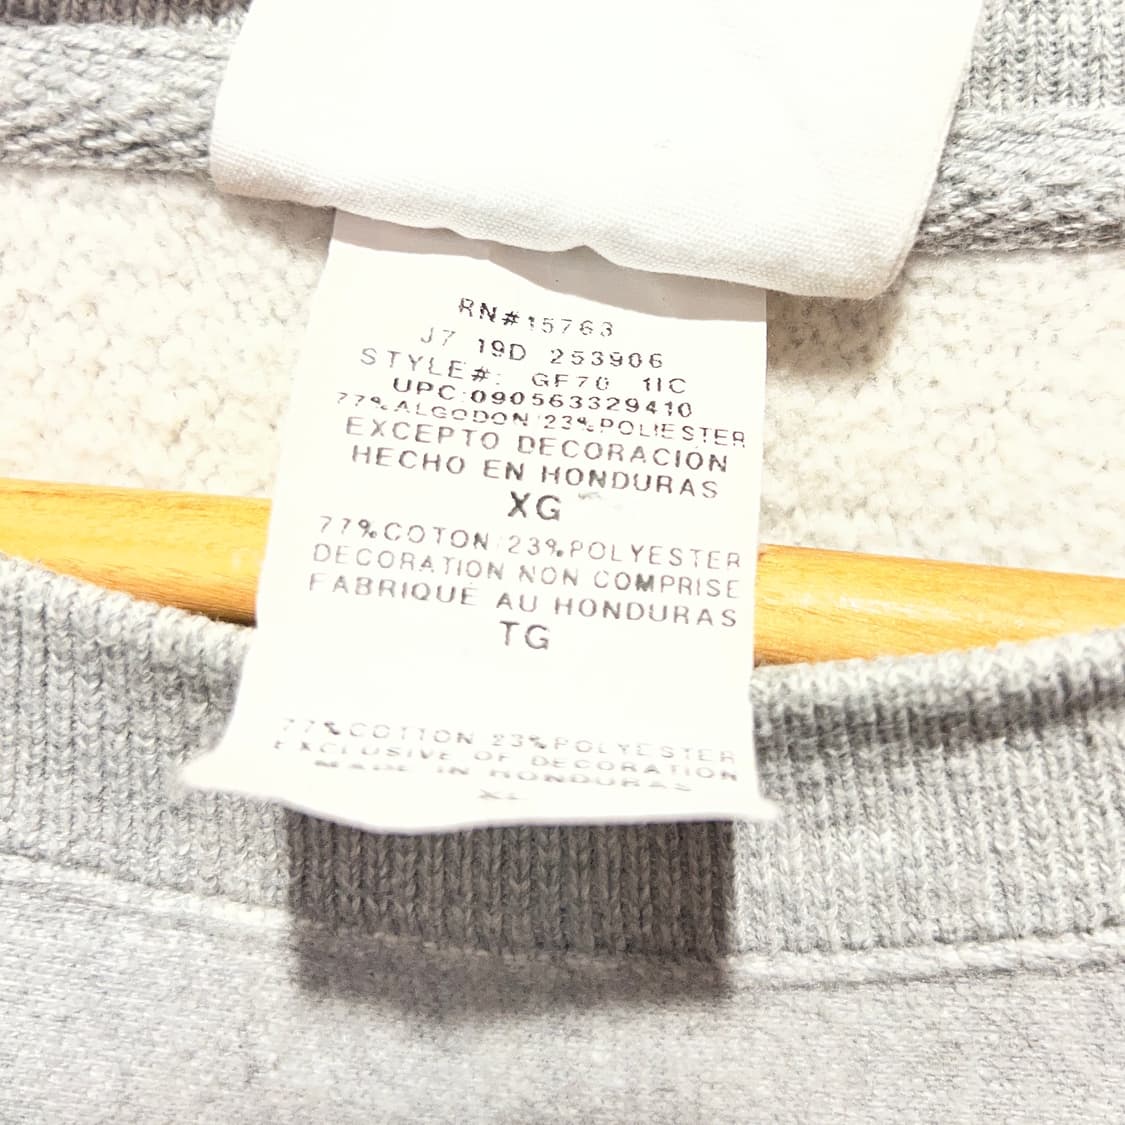 RN#15763
J7 19D 253906
STYLE#: GF70 1IC
UPC:090563329410
77%ALGODON 23%POLIESTER
EXCEPTO DECORACION
HECHO EN HONDURAS
XG
77%COTON 23%POLYESTER
DECORATION NON COMPRISE
FABRIQUE AU HONDURAS
TG
77%COTTON 23%POLYESTER
EXCLUSIVE OF DECORATION
MADE IN HONDURAS
XL